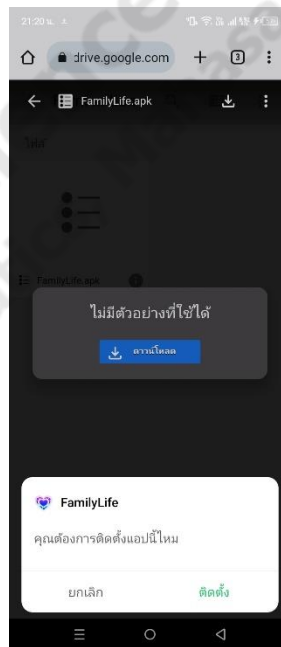 21:20 น.
drive.google.com
3
FamilyLife.apk
ไฟล์
FamilyLife.apk
ไม่มีตัวอย่างที่ใช้ได้
ดาวน์โหลด
FamilyLife
คุณต้องการติดตั้งแอปนี้ไหม
ยกเลิก
ติดตั้ง